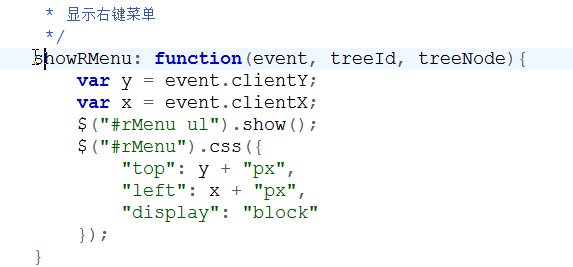 * 显示右键菜单
*/
showRMenu: function(event, treeId, treeNode){
var y = event.clientY;
var x = event.clientX;
$("#rMenu ul").show();
$("#rMenu").css({
"top": y + "px",
"left": x + "px",
"display": "block"
});
}